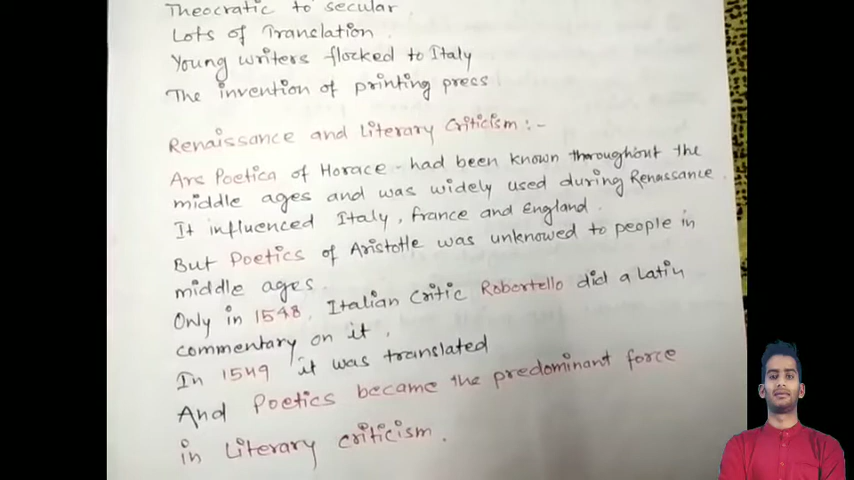 Theocratic to secular.
Lots of Translation.
Young writers flocked to Italy
The invention of printing press
Renaissance and Literary Criticism :-
Ars Poetica of Horace - had been known throughout the
middle ages and was widely used during Renassance.
It influenced Italy, france and England.
But Poetics of Aristotle was unknowed to people in
middle ages.
Only in 1548, Italian critic Robortello did a Latin
commentary on it.
In 1549 it was translated
And Poetics became the predominant force
in Literary criticism.